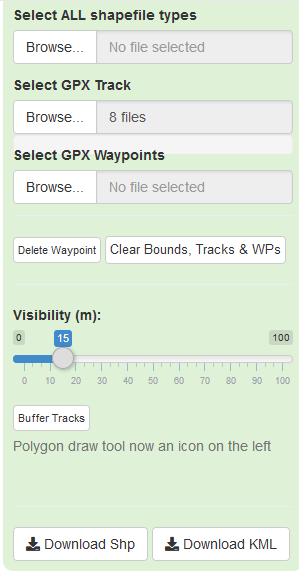 Select ALL shapefile types
Browse... No file selected
Select GPX Track
Browse... 8 files
Select GPX Waypoints
Browse... No file selected
Delete Waypoint Clear Bounds, Tracks & WPs
Visibility (m):
0 15 100
0 10 20 30 40 50 60 70 80 90 100
Buffer Tracks
Polygon draw tool now an icon on the left
Download Shp Download KML